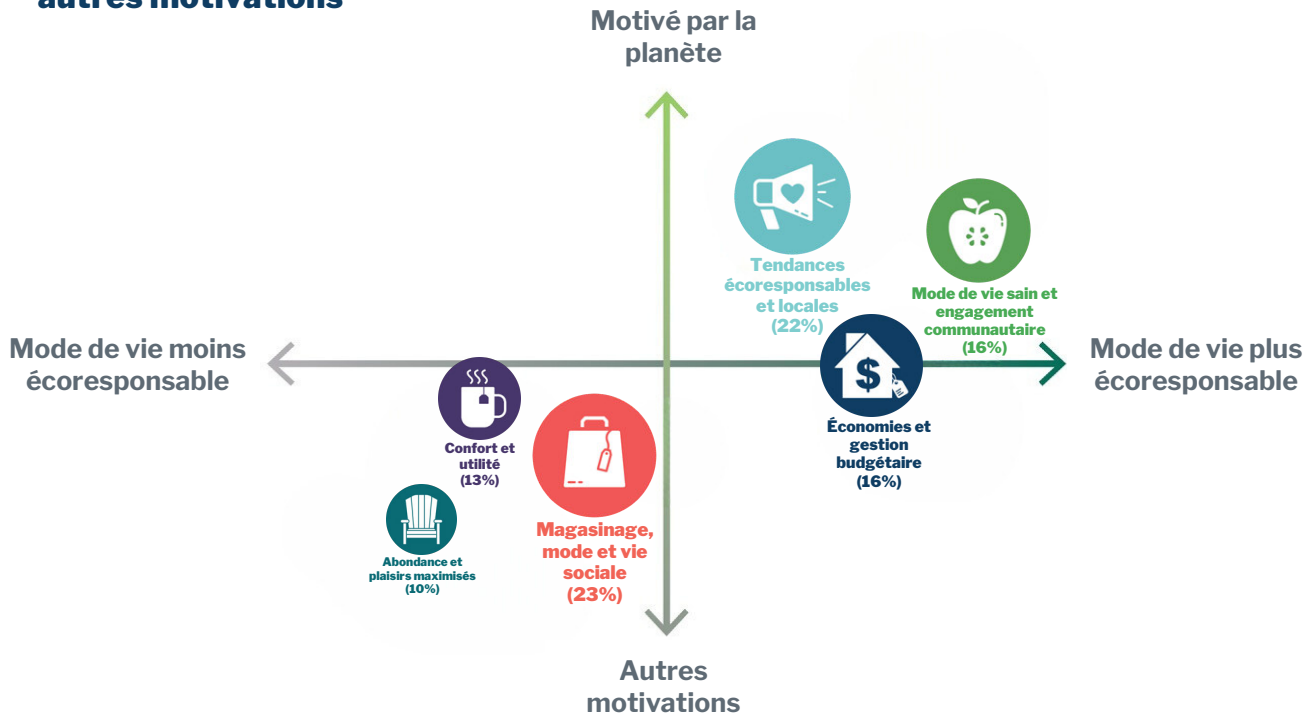 autres motivations
Motivé par la
planète
Tendances
écoresponsables
et locales
(22%)
Mode de vie sain et
engagement
communautaire
(16%)
Mode de vie moins
écoresponsable
Mode de vie plus
écoresponsable
$
Confort et
utilité
(13%)
Économies et
gestion
budgétaire
(16%)
Magasinage,
mode et vie
sociale
(23%)
Abondance et
plaisirs maximisés
(10%)
Autres
motivations